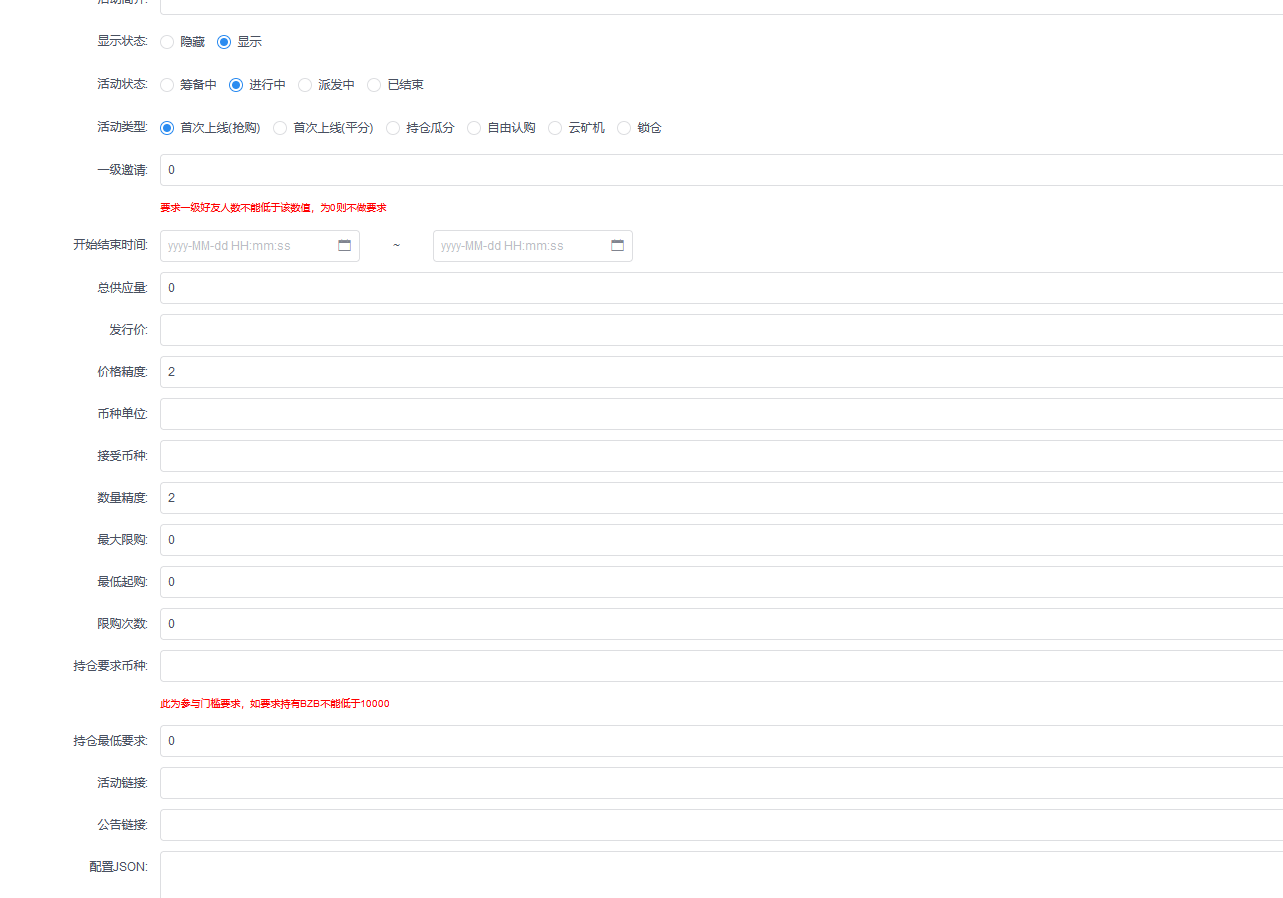 活动简介:
显示状态: 隐藏 显示
活动状态: 筹备中 进行中 派发中 已结束
活动类型: 首次上线(抢购) 首次上线(平分) 持仓瓜分 自由认购 云矿机 锁仓
一级邀请: 0
要求一级好友人数不能低于该数值，为0则不做要求
开始结束时间: yyyy-MM-dd HH:mm:ss ~ yyyy-MM-dd HH:mm:ss
总供应量: 0
发行价:
价格精度: 2
币种单位:
接受币种:
数量精度: 2
最大限购: 0
最低起购: 0
限购次数: 0
持仓要求币种:
此为参与门槛要求，如要求持有BZB不能低于10000
持仓最低要求: 0
活动链接:
公告链接:
配置JSON: